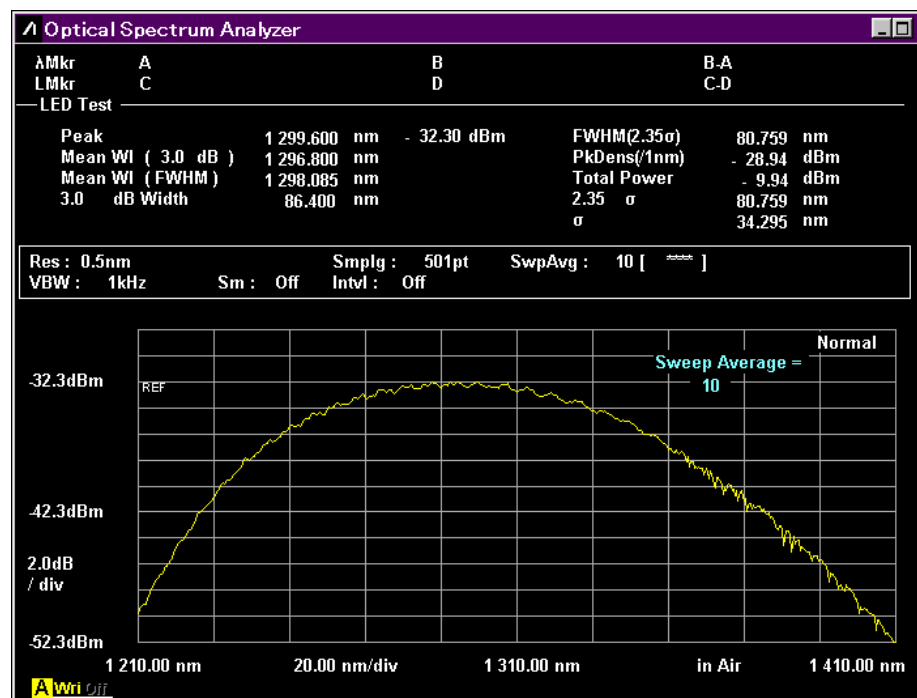 Optical Spectrum Analyzer
λMkr A B B-A
LMkr C D C-D
LED Test
Peak 1 299.600 nm - 32.30 dBm FWHM(2.35σ) 80.759 nm
Mean Wl ( 3.0 dB ) 1 296.800 nm PkDens(/1nm) - 28.94 dBm
Mean Wl ( FWHM ) 1 298.085 nm Total Power - 9.94 dBm
3.0 dB Width 86.400 nm 2.35 σ 80.759 nm
σ 34.295 nm
Res : 0.5nm Smplg : 501pt SwpAvg : 10 [ **** ]
VBW : 1kHz Sm : Off Intvl : Off
Normal
Sweep Average =
10
-32.3dBm REF
-42.3dBm
2.0dB
/ div
-52.3dBm
1 210.00 nm 20.00 nm/div 1 310.00 nm in Air 1 410.00 nm
A Wri Off